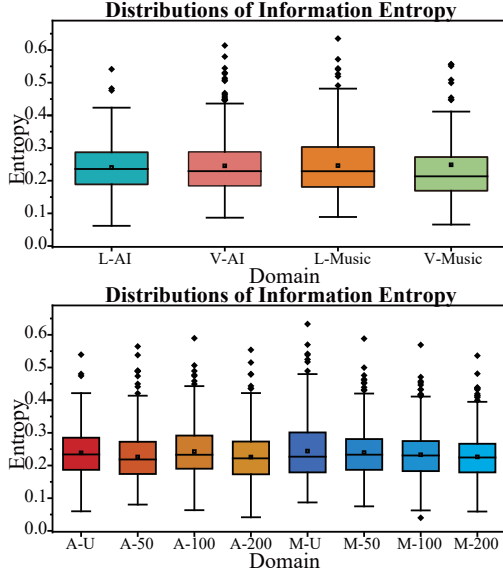 Distributions of Information Entropy
0.6
0.5
0.4
0.3
0.2
0.1
0.0
Entropy
L-AI V-AI L-Music V-Music
Domain
Distributions of Information Entropy
0.6
0.5
0.4
0.3
0.2
0.1
0.0
Entropy
A-U A-50 A-100 A-200 M-U M-50 M-100 M-200
Domain